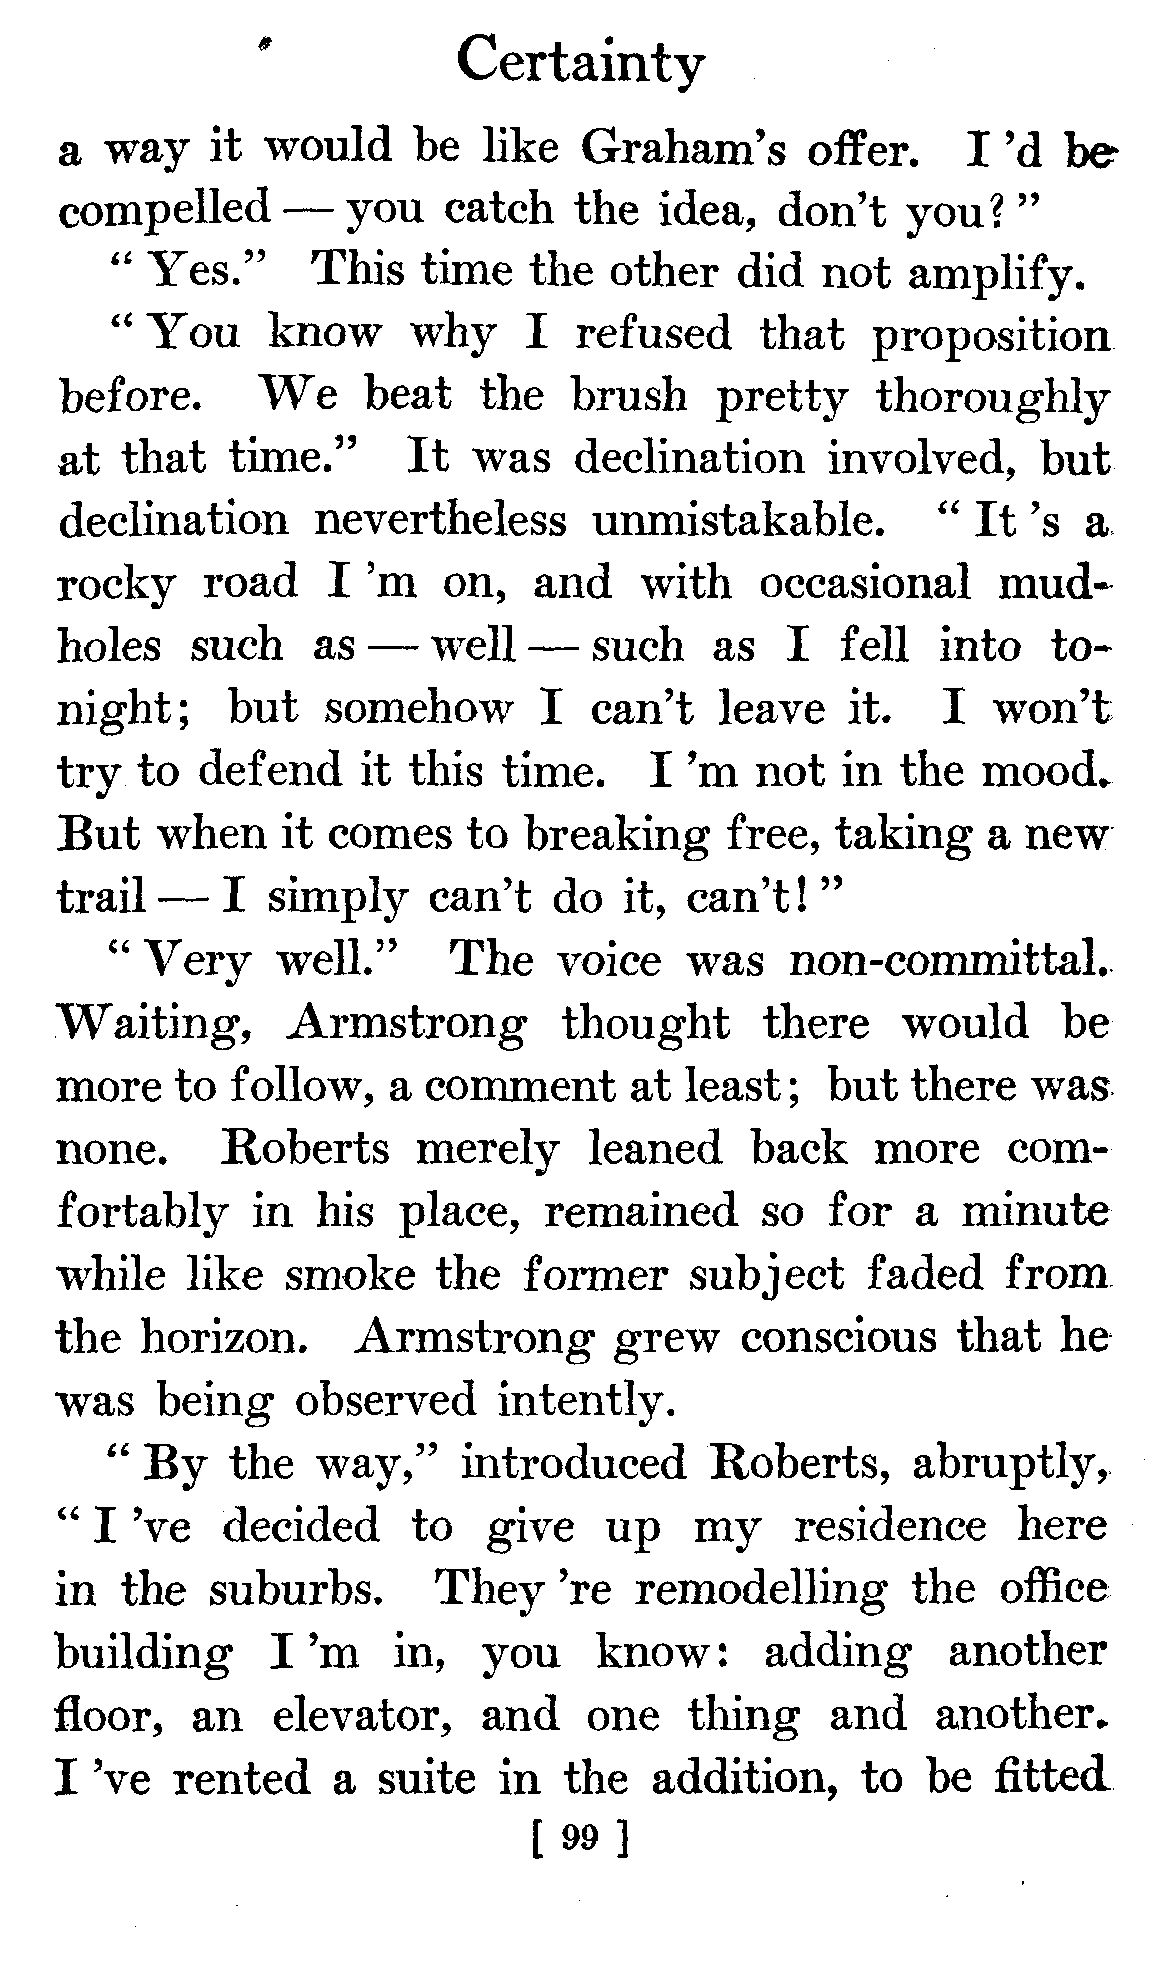 Certainty
a way it would be like Graham's offer. I 'd be
compelled — you catch the idea, don't you? "
" Yes." This time the other did not amplify.
" You know why I refused that proposition
before. We beat the brush pretty thoroughly
at that time." It was declination involved, but
declination nevertheless unmistakable. " It 's a
rocky road I 'm on, and with occasional mud-
holes such as — well — such as I fell into to-
night; but somehow I can't leave it. I won't
try to defend it this time. I 'm not in the mood.
But when it comes to breaking free, taking a new
trail — I simply can't do it, can't! "
" Very well." The voice was non-committal.
Waiting, Armstrong thought there would be
more to follow, a comment at least; but there was
none. Roberts merely leaned back more com-
fortably in his place, remained so for a minute
while like smoke the former subject faded from
the horizon. Armstrong grew conscious that he
was being observed intently.
" By the way," introduced Roberts, abruptly,
" I 've decided to give up my residence here
in the suburbs. They 're remodelling the office
building I 'm in, you know: adding another
floor, an elevator, and one thing and another.
I 've rented a suite in the addition, to be fitted
[ 99 ]